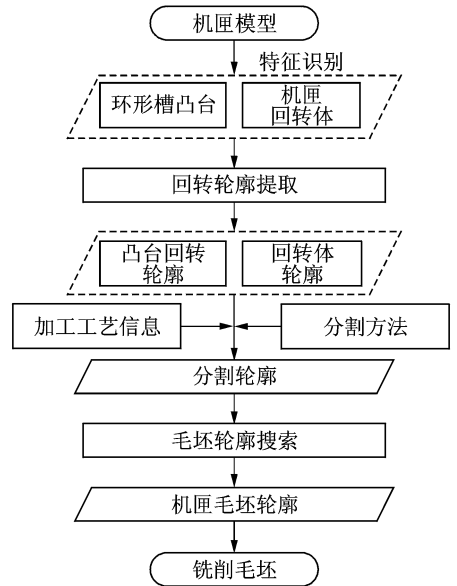 机匣模型
特征识别
环形槽凸台
机匣
回转体
回转轮廓提取
凸台回转
轮廓
回转体
轮廓
加工工艺信息
分割方法
分割轮廓
毛坯轮廓搜索
机匣毛坯轮廓
铣削毛坯